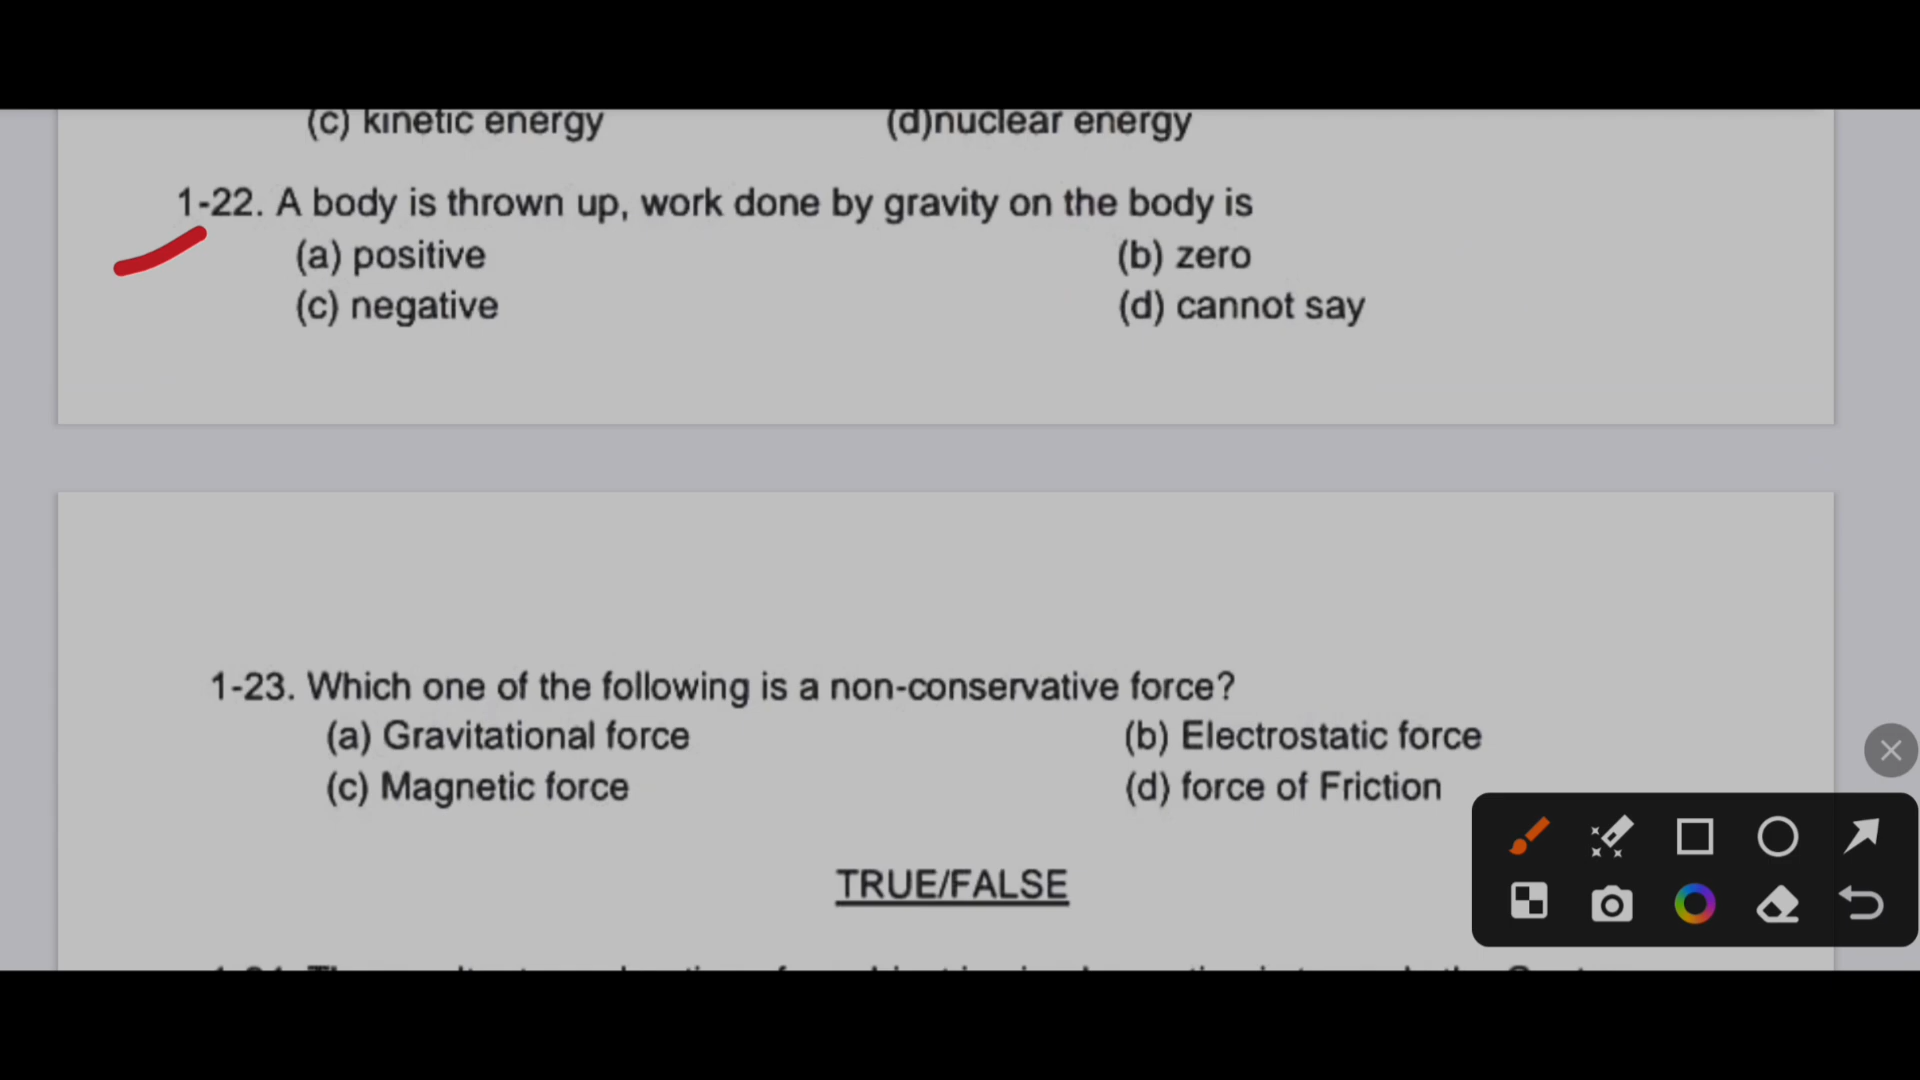 (c) kinetic energy (d)nuclear energy
1-22. A body is thrown up, work done by gravity on the body is
(a) positive (b) zero
(c) negative (d) cannot say
1-23. Which one of the following is a non-conservative force?
(a) Gravitational force (b) Electrostatic force
(c) Magnetic force (d) force of Friction
TRUE/FALSE